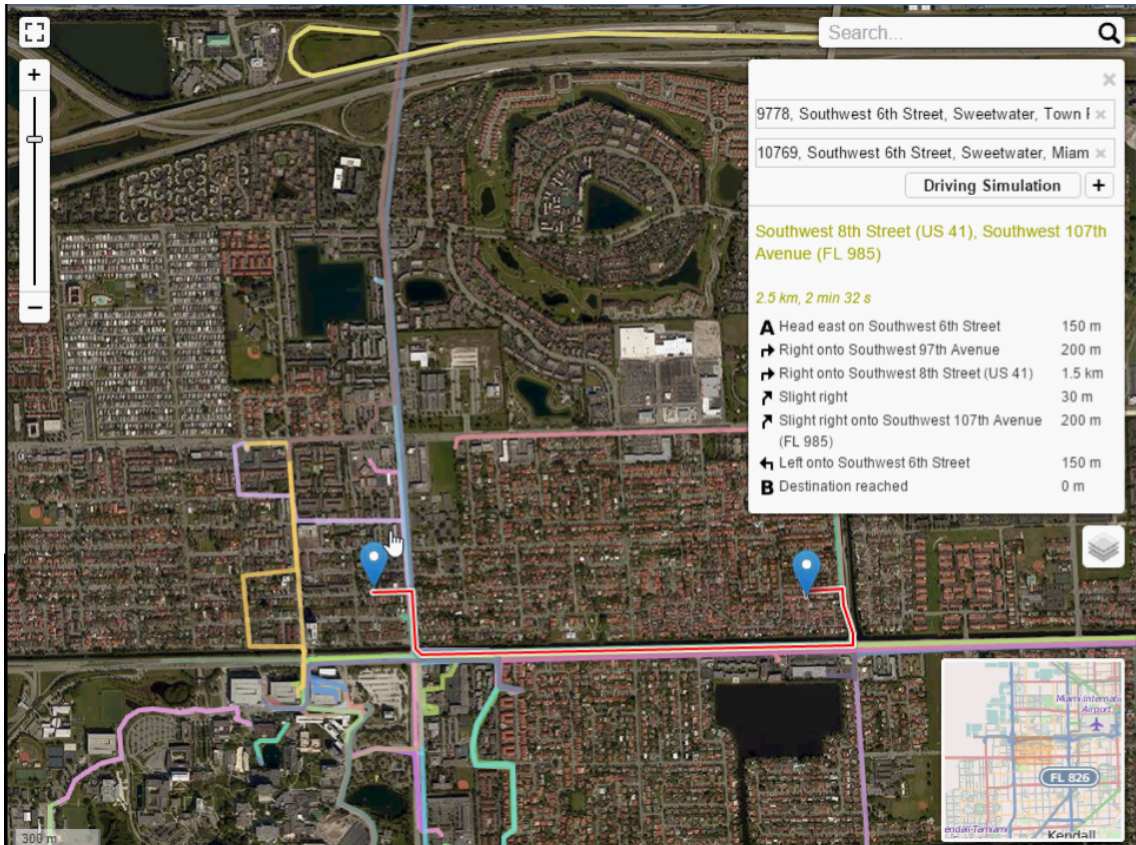 +
−
Search...
9778, Southwest 6th Street, Sweetwater, Town
10769, Southwest 6th Street, Sweetwater, Miam
Driving Simulation +
Southwest 8th Street (US 41), Southwest 107th
Avenue (FL 985)
2.5 km, 2 min 32 s
A Head east on Southwest 6th Street 150 m
Right onto Southwest 97th Avenue 200 m
Right onto Southwest 8th Street (US 41) 1.5 km
Slight right 30 m
Slight right onto Southwest 107th Avenue 200 m
(FL 985)
Left onto Southwest 6th Street 150 m
B Destination reached 0 m
Miami Internati
Airport
FL 826
endall-Tamiami
Kendall
300 m